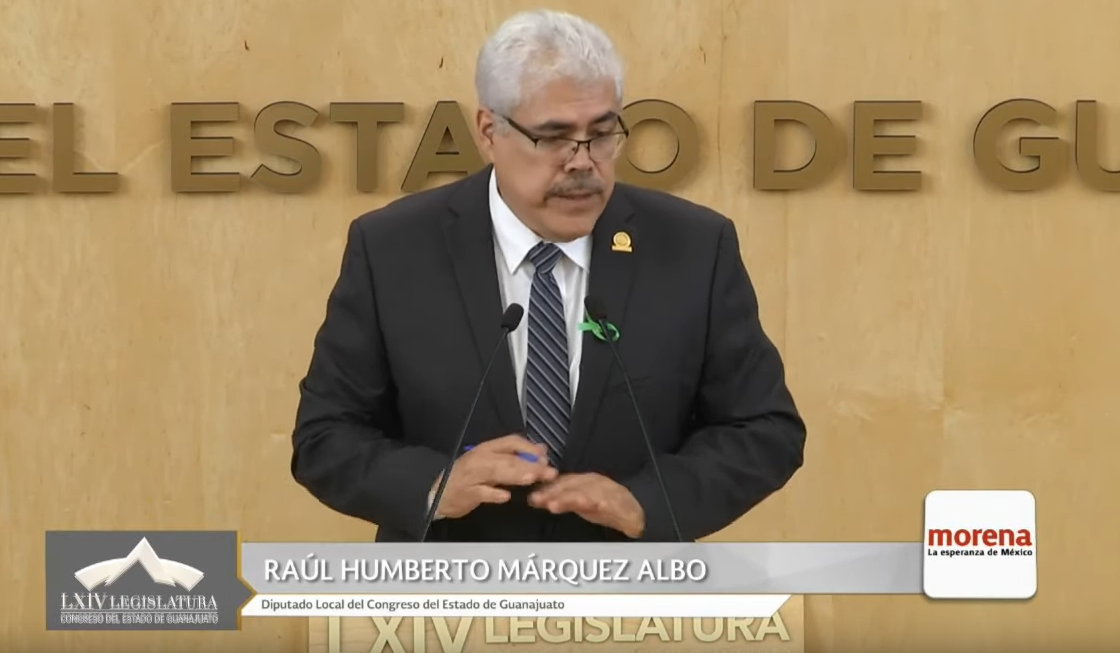 EL ESTADO DE GU
morena
La esperanza de México
RAÚL HUMBERTO MÁRQUEZ ALBO
Diputado Local del Congreso del Estado de Guanajuato
LXIV LEGISLATURA
CONGRESO DEL ESTADO DE GUANAJUATO
LXIV LEGISLATURA